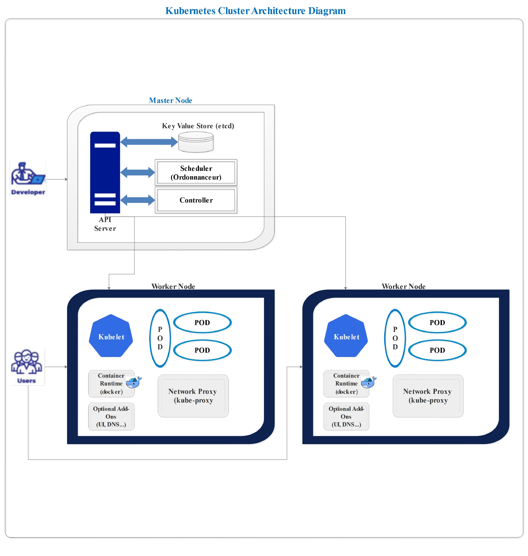 Kubernetes Cluster Architecture Diagram
Master Node
Key Value Store (etcd)
Scheduler
(Ordonnanceur)
Controller
API
Server
Developer
Worker Node
Kubelet
P
O
D
POD
POD
Container
Runtime
(docker)
Network Proxy
(kube-proxy
Optional Add-
Ons
(UI, DNS...)
Worker Node
Kubelet
P
O
D
POD
POD
Container
Runtime
(docker)
Network Proxy
(kube-proxy
Optional Add-
Ons
(UI, DNS...)
Users